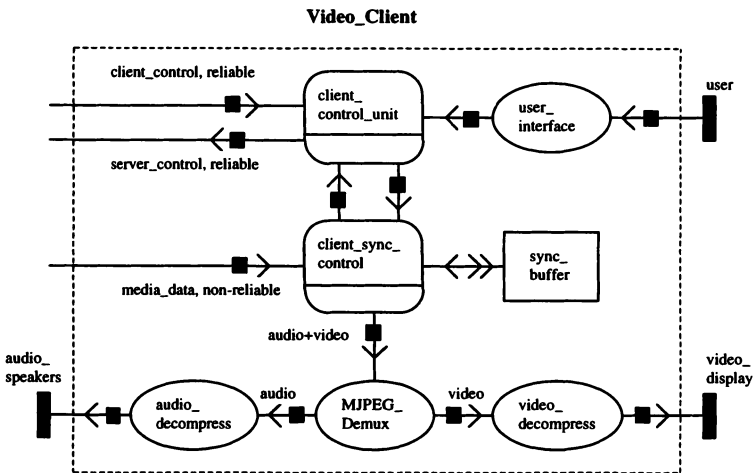 Video_Client
client_control, reliable
client_
control_unit
user_
interface
user
server_control, reliable
client_sync_
control
sync_
buffer
media_data, non-reliable
audio+video
audio_
speakers
audio_
decompress
audio
MJPEG_
Demux
video
video_
decompress
video_
display